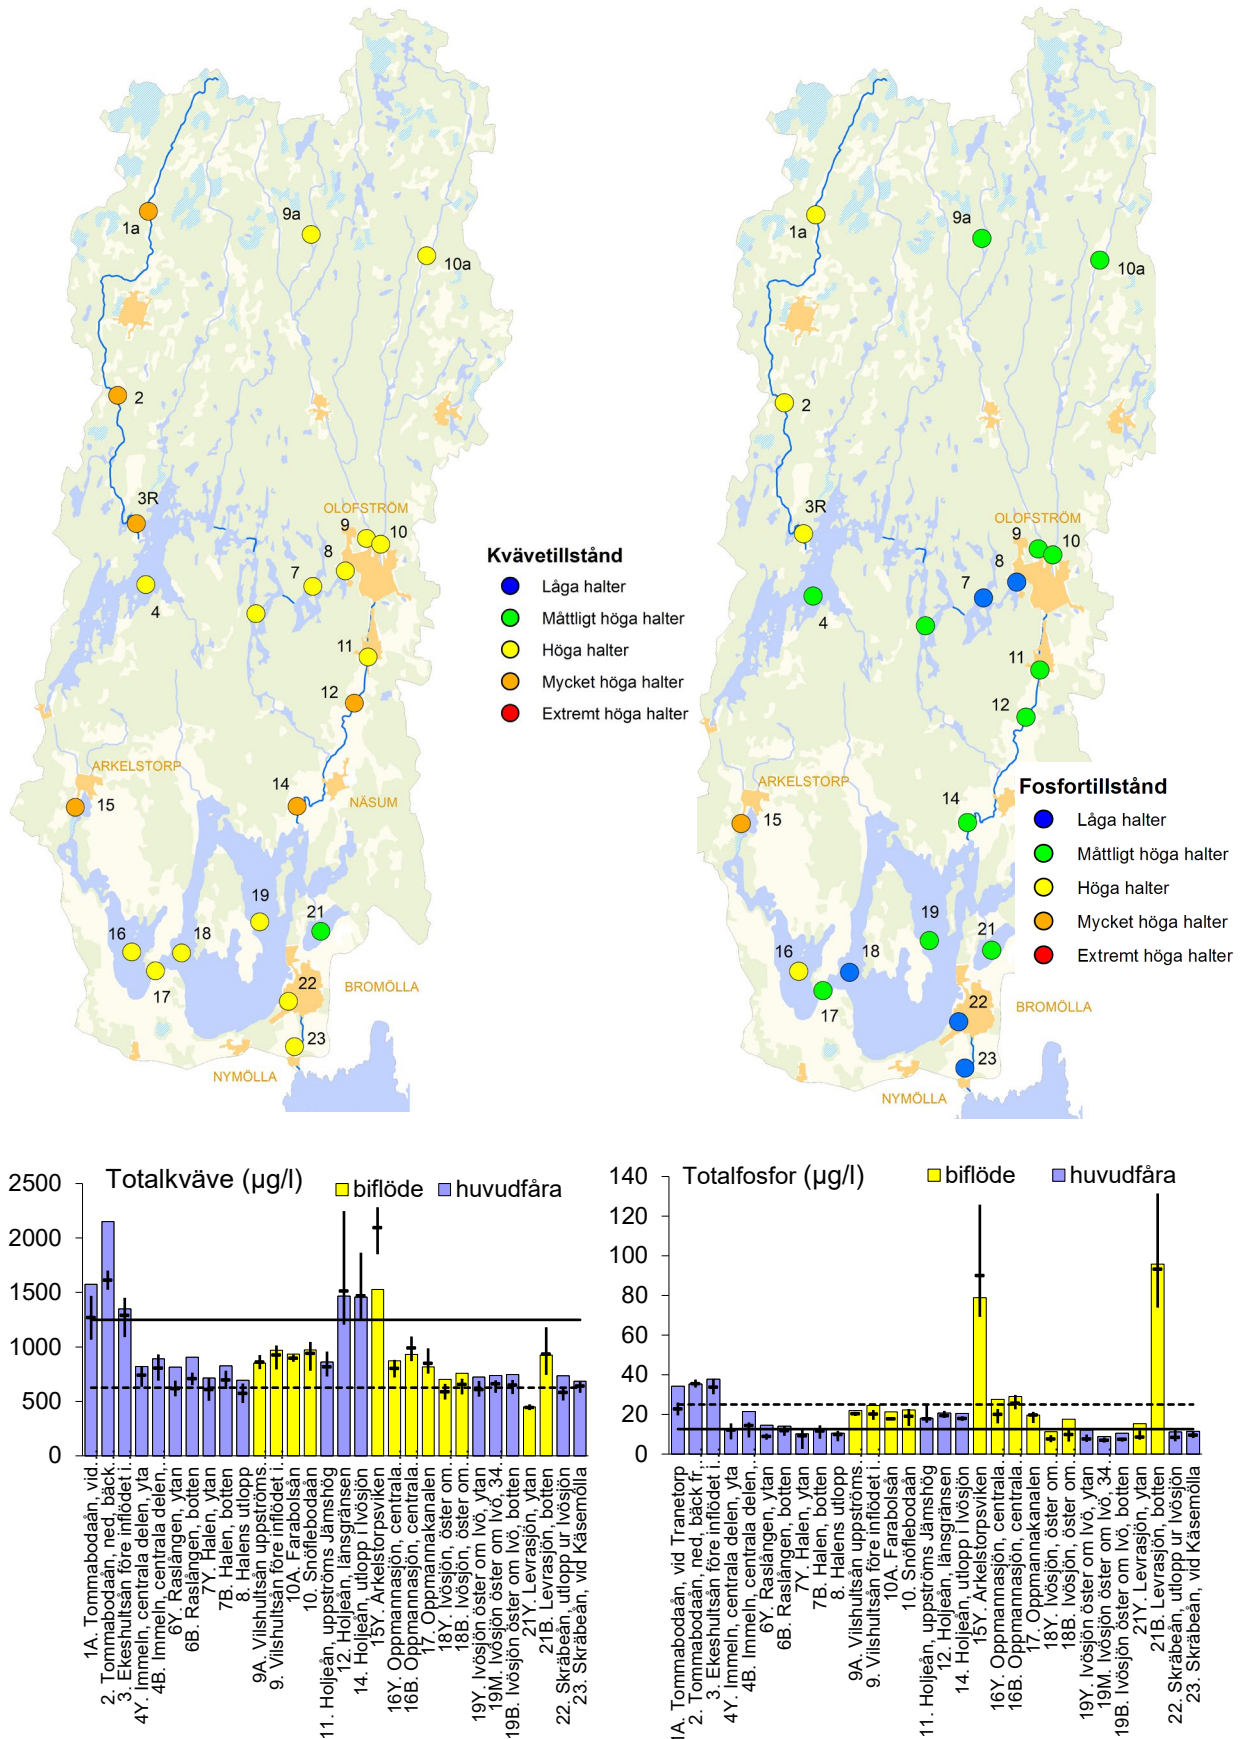 1a
9a
10a
2
3R
OLOFSTRÖM
9
10
8
7
4
11
12
ARKELSTORP
14
15
NÄSUM
19
21
16
18
17
22
BROMÖLLA
23
NYMÖLLA
Kvävetillstånd
Låga halter
Måttligt höga halter
Höga halter
Mycket höga halter
Extremt höga halter
1a
9a
10a
2
3R
OLOFSTRÖM
9
10
8
7
4
11
12
ARKELSTORP
14
15
19
21
16
18
17
22
BROMÖLLA
23
NYMÖLLA
Fosfortillstånd
Låga halter
Måttligt höga halter
Höga halter
Mycket höga halter
Extremt höga halter
Totalkväve (µg/l)
biflöde
huvudfåra
2500
2000
1500
1000
500
0
1A. Tommabodaån, vid...
2. Tommabodaån, ned, bäck...
3. Ekeshultsån före inflödet i...
4Y. Immeln, centrala delen, yta
4B. Immeln, centrala delen,...
6Y. Raslången, ytan
6B. Raslången, botten
7Y. Halen, ytan
7B. Halen, botten
8. Halens utlopp
9A. Vilshultsån uppströms...
9. Vilshultsån före inflödet i...
10A. Farabolsån
10. Snöflebodaån
11. Holjeån, uppströms Jämshög
12. Holjeån, länsgränsen
14. Holjeån, utlopp i Ivösjön
15Y. Arkelstorpsviken
16Y. Oppmannasjön, centrala...
16B. Oppmannasjön, centrala...
17. Oppmannakanalen
18Y. Ivösjön, öster om...
18B. Ivösjön, öster om...
19Y. Ivösjön öster om Ivö, ytan
19M. Ivösjön öster om Ivö, 34...
19B. Ivösjön öster om Ivö, botten
21Y. Levrasjön, ytan
21B. Levrasjön, botten
22. Skräbeån, utlopp ur Ivösjön
23. Skräbeån, vid Käsemölla
Totalfosfor (µg/l)
biflöde
huvudfåra
140
120
100
80
60
40
20
0
1A. Tommabodaån, vid Tranetorp
2. Tommabodaån, ned, bäck fr,...
3. Ekeshultsån före inflödet i...
4Y. Immeln, centrala delen, yta
4B. Immeln, centrala delen,...
6Y. Raslången, ytan
6B. Raslången, botten
7Y. Halen, ytan
7B. Halen, botten
8. Halens utlopp
9A. Vilshultsån uppströms...
9. Vilshultsån före inflödet i...
10A. Farabolsån
10. Snöflebodaån
11. Holjeån, uppströms Jämshög
12. Holjeån, länsgränsen
14. Holjeån, utlopp i Ivösjön
15Y. Arkelstorpsviken
16Y. Oppmannasjön, centrala...
16B. Oppmannasjön, centrala...
17. Oppmannakanalen
18Y. Ivösjön, öster om...
18B. Ivösjön, öster om...
19Y. Ivösjön öster om Ivö, ytan
19M. Ivösjön öster om Ivö, 34...
19B. Ivösjön öster om Ivö, botten
21Y. Levrasjön, ytan
21B. Levrasjön, botten
22. Skräbeån, utlopp ur Ivösjön
23. Skräbeån, vid Käsemölla